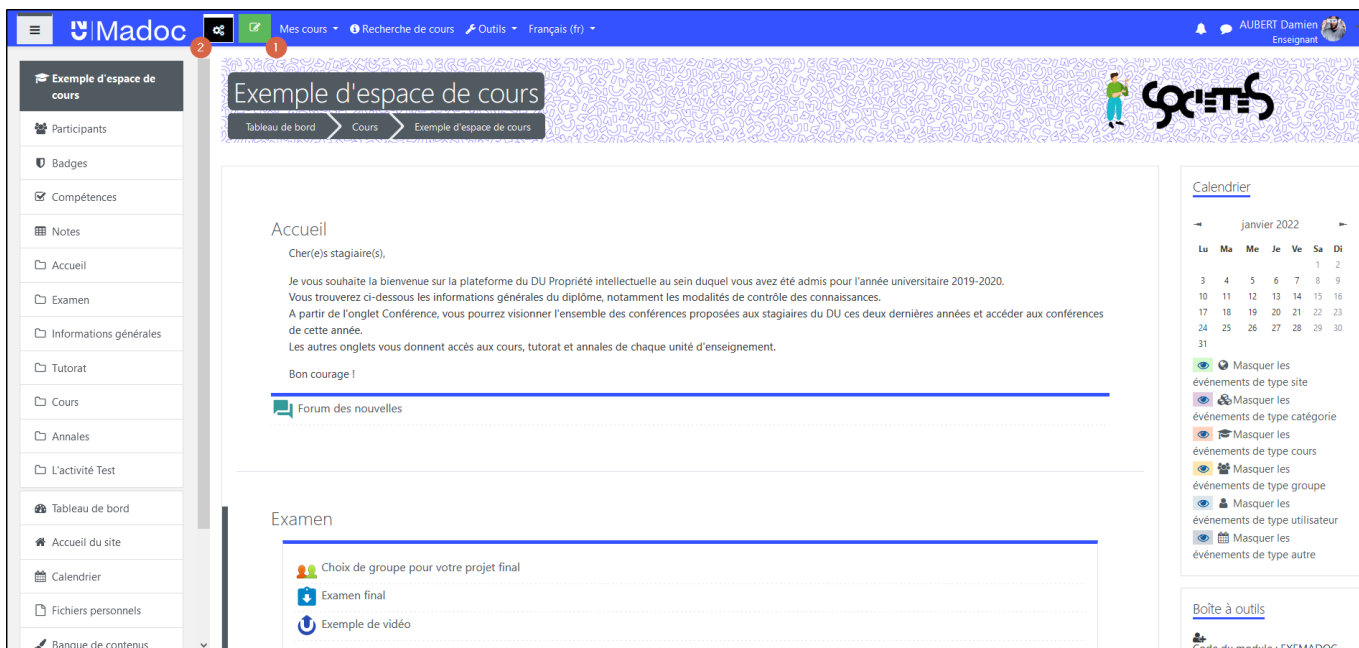 Madoc
2
1
Mes cours
Recherche de cours
Outils
Français (fr)
AUBERT Damien
Enseignant
Exemple d'espace de
cours
Participants
Badges
Compétences
Notes
Accueil
Examen
Informations générales
Tutorat
Cours
Annales
L'activité Test
Tableau de bord
Accueil du site
Calendrier
Fichiers personnels
Banque de contenus
Exemple d'espace de cours
Tableau de bord
Cours
Exemple d'espace de cours
SOCIETES
Accueil
Cher(e)s stagiaire(s),
Je vous souhaite la bienvenue sur la plateforme du DU Propriété intellectuelle au sein duquel vous avez été admis pour l'année universitaire 2019-2020.
Vous trouverez ci-dessous les informations générales du diplôme, notamment les modalités de contrôle des connaissances.
A partir de l'onglet Conférence, vous pourrez visionner l'ensemble des conférences proposées aux stagiaires du DU ces deux dernières années et accéder aux conférences
de cette année.
Les autres onglets vous donnent accès aux cours, tutorat et annales de chaque unité d'enseignement.
Bon courage !
Forum des nouvelles
Examen
Choix de groupe pour votre projet final
Examen final
Exemple de vidéo
Calendrier
janvier 2022
Lu Ma Me Je Ve Sa Di
1 2
3 4 5 6 7 8 9
10 11 12 13 14 15 16
17 18 19 20 21 22 23
24 25 26 27 28 29 30
31
Masquer les
événements de type site
Masquer les
événements de type catégorie
Masquer les
événements de type cours
Masquer les
événements de type groupe
Masquer les
événements de type utilisateur
Masquer les
événements de type autre
Boîte à outils
Code du module : EXEMADOC